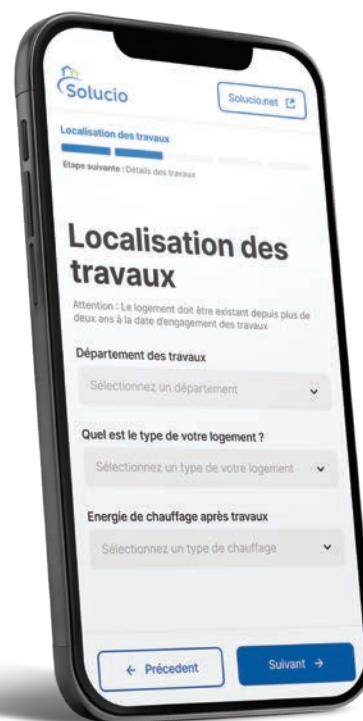 Solucio
Solucio.net
Localisation des travaux
Etape suivante : Détails des travaux
Localisation des
travaux
Attention : Le logement doit être existant depuis plus de
deux ans à la date d'engagement des travaux
Département des travaux
Sélectionnez un département
Quel est le type de votre logement ?
Sélectionnez un type de votre logement
Energie de chauffage après travaux
Sélectionnez un type de chauffage
← Précedent
Suivant →